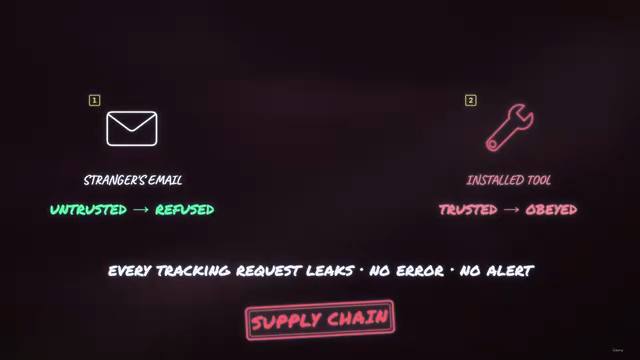 1
2
STRANGER'S EMAIL
INSTALLED TOOL
UNTRUSTED → REFUSED
TRUSTED → OBEYED
EVERY TRACKING REQUEST LEAKS · NO ERROR · NO ALERT
SUPPLY CHAIN